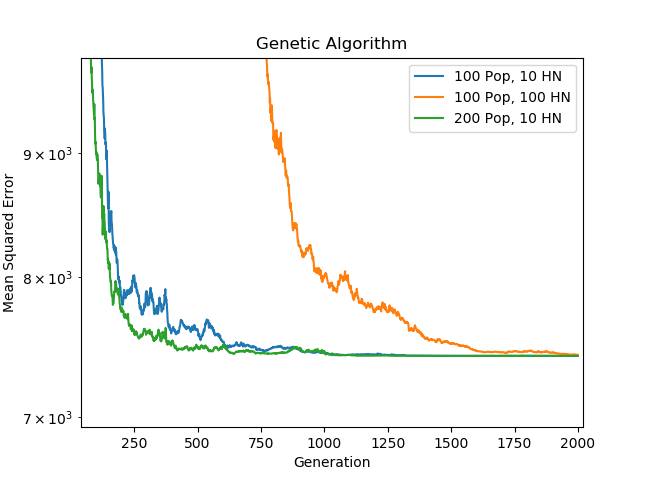 Genetic Algorithm
100 Pop, 10 HN
100 Pop, 100 HN
200 Pop, 10 HN
Mean Squared Error
9 × 10³
8 × 10³
7 × 10³
250 500 750 1000 1250 1500 1750 2000
Generation